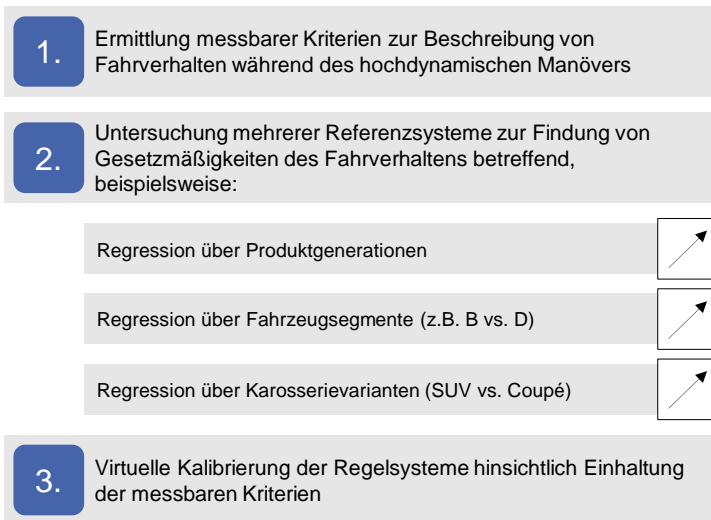 1.
Ermittlung messbarer Kriterien zur Beschreibung von
Fahrverhalten während des hochdynamischen Manövers
2.
Untersuchung mehrerer Referenzsysteme zur Findung von
Gesetzmäßigkeiten des Fahrverhaltens betreffend,
beispielsweise:
Regression über Produktgenerationen
Regression über Fahrzeugsegmente (z.B. B vs. D)
Regression über Karosserievarianten (SUV vs. Coupé)
3.
Virtuelle Kalibrierung der Regelsysteme hinsichtlich Einhaltung
der messbaren Kriterien